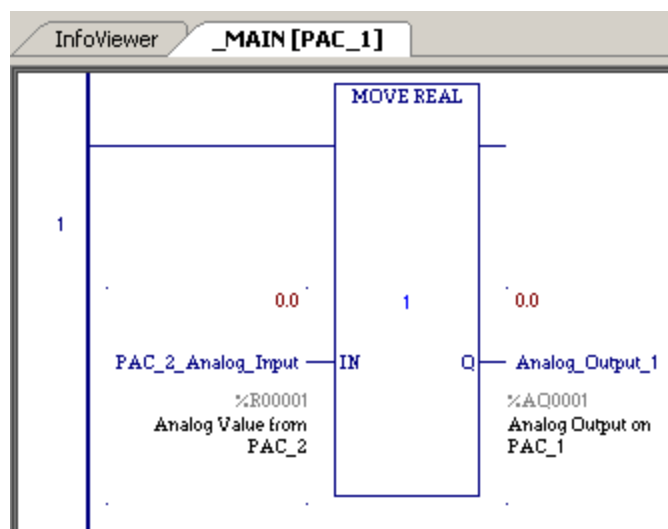 InfoViewer
_MAIN [PAC_1]
MOVE REAL
1
0.0
1
0.0
PAC_2_Analog_Input
IN
Q
Analog_Output_1
%R00001
%AQ0001
Analog Value from
Analog Output on
PAC_2
PAC_1